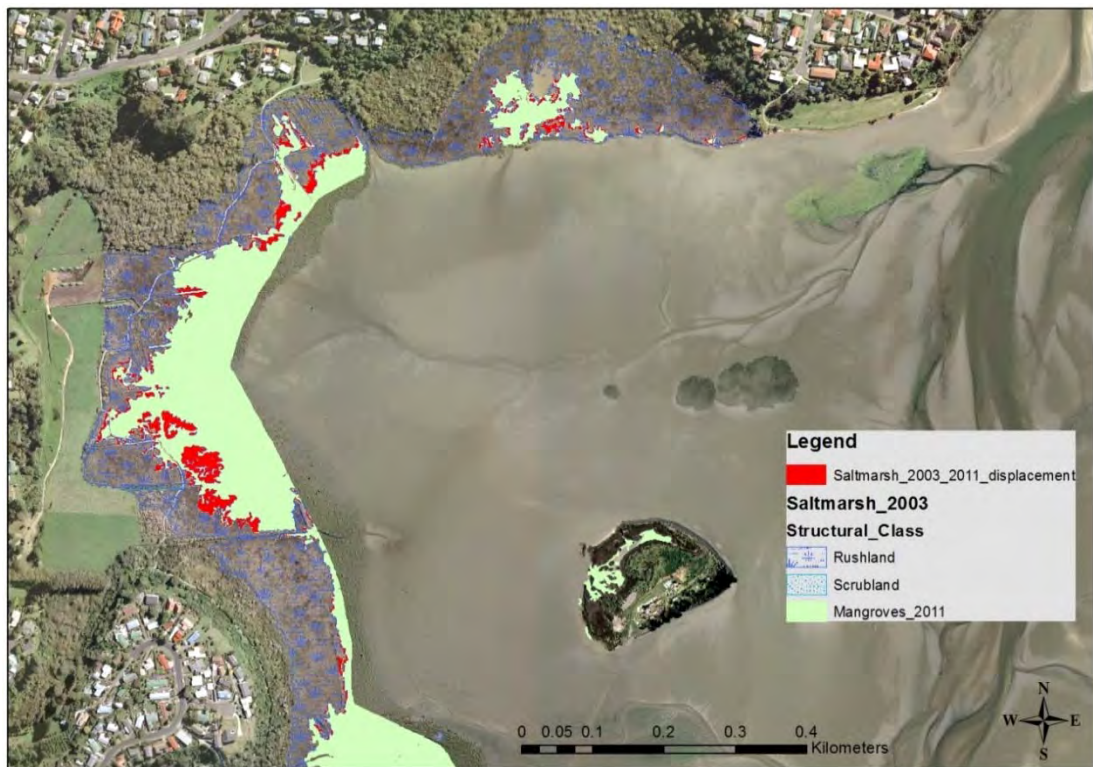 Legend
Saltmarsh_2003_2011_displacement
Saltmarsh_2003
Structural_Class
Rushland
Scrubland
Mangroves_2011
N
W E
S
0 0.05 0.1 0.2 0.3 0.4
Kilometers